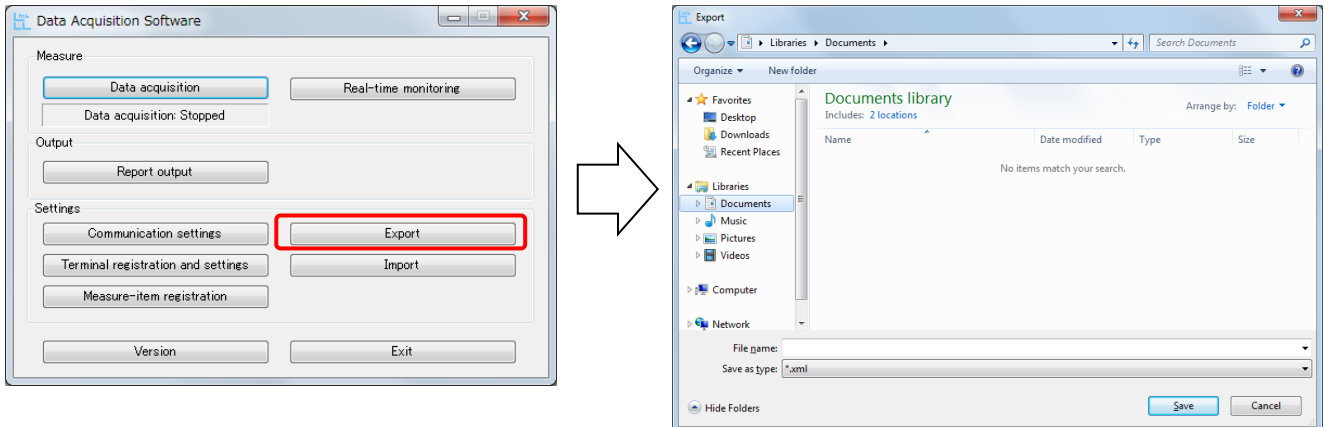 Data Acquisition Software
Measure
Data acquisition
Real-time monitoring
Data acquisition: Stopped
Output
Report output
Settings
Communication settings
Export
Terminal registration and settings
Import
Measure-item registration
Version
Exit
Export
Libraries
Documents
Search Documents
Organize
New folder
Favorites
Desktop
Downloads
Recent Places
Libraries
Documents
Music
Pictures
Videos
Computer
Network
Documents library
Includes: 2 locations
Arrange by: Folder
Name
Date modified
Type
Size
No items match your search.
File name:
Save as type: *.xml
Hide Folders
Save
Cancel